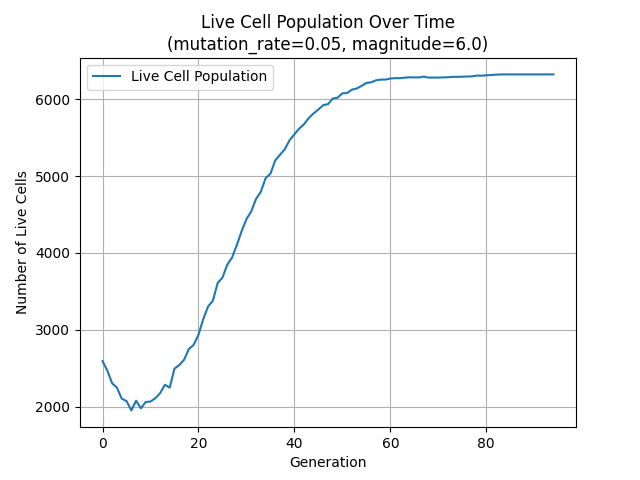 Live Cell Population Over Time
(mutation_rate=0.05, magnitude=6.0)
Live Cell Population
6000
5000
4000
3000
2000
Number of Live Cells
0 20 40 60 80
Generation